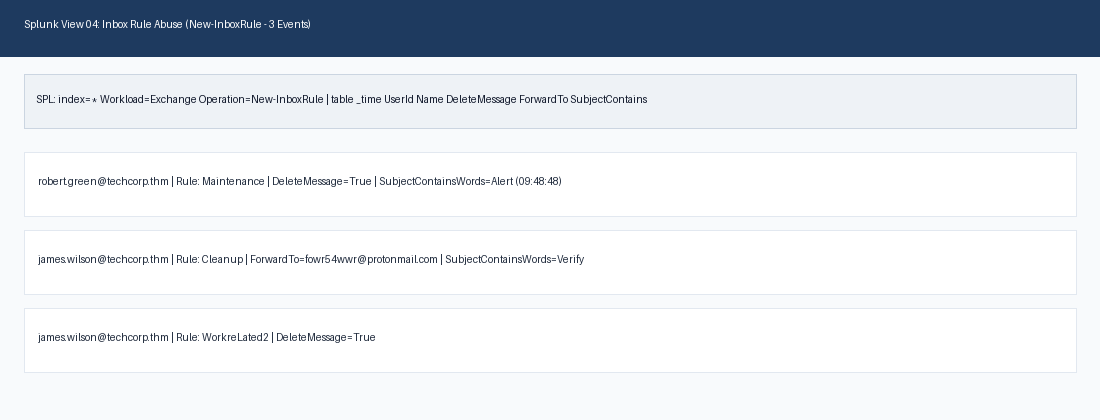 Splunk View 04: Inbox Rule Abuse (New-InboxRule - 3 Events)
SPL: index=* Workload=Exchange Operation=New-InboxRule | table _time UserId Name DeleteMessage ForwardTo SubjectContains
robert.green@techcorp.thm | Rule: Maintenance | DeleteMessage=True | SubjectContainsWords=Alert (09:48:48)
james.wilson@techcorp.thm | Rule: Cleanup | ForwardTo=fowr54wwr@protonmail.com | SubjectContainsWords=Verify
james.wilson@techcorp.thm | Rule: WorkreLated2 | DeleteMessage=True